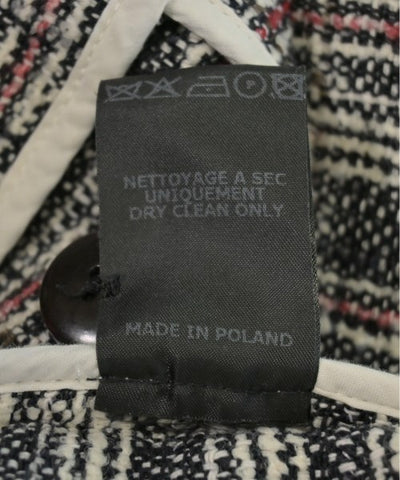 NETTOYAGE A SEC
UNIQUEMENT
DRY CLEAN ONLY
MADE IN POLAND